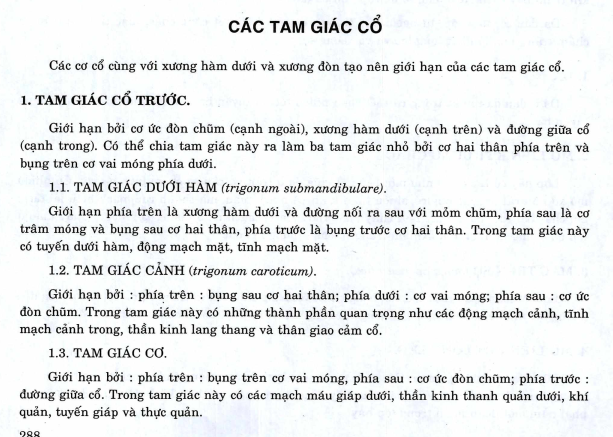 CÁC TAM GIÁC CỔ
Các cơ cổ cùng với xương hàm dưới và xương đòn tạo nên giới hạn của các tam giác cổ.
1. TAM GIÁC CỔ TRƯỚC.
Giới hạn bởi cơ ức đòn chũm (cạnh ngoài), xương hàm dưới (cạnh trên) và đường giữa cổ
(cạnh trong). Có thể chia tam giác này ra làm ba tam giác nhỏ bởi cơ hai thân phía trên và
bụng trên cơ vai móng phía dưới.
1.1. TAM GIÁC DƯỚI HÀM (trigonum submandibulare).
Giới hạn phía trên là xương hàm dưới và đường nối ra sau với mỏm chũm, phía sau là cơ
trâm móng và bụng sau cơ hai thân, phía trước là bụng trước cơ hai thân. Trong tam giác này
có tuyến dưới hàm, động mạch mặt, tĩnh mạch mặt.
1.2. TAM GIÁC CẢNH (trigonum caroticum).
Giới hạn bởi : phía trên : bụng sau cơ hai thân; phía dưới : cơ vai móng; phía sau : cơ ức
đòn chũm. Trong tam giác này có những thành phần quan trọng như các động mạch cảnh, tĩnh
mạch cảnh trong, thần kinh lang thang và thân giao cảm cổ.
1.3. TAM GIÁC CƠ.
Giới hạn bởi : phía trên : bụng trên cơ vai móng, phía sau : cơ ức đòn chũm; phía trước :
đường giữa cổ. Trong tam giác này có các mạch máu giáp dưới, thần kinh thanh quản dưới, khí
quản, tuyến giáp và thực quản.
288